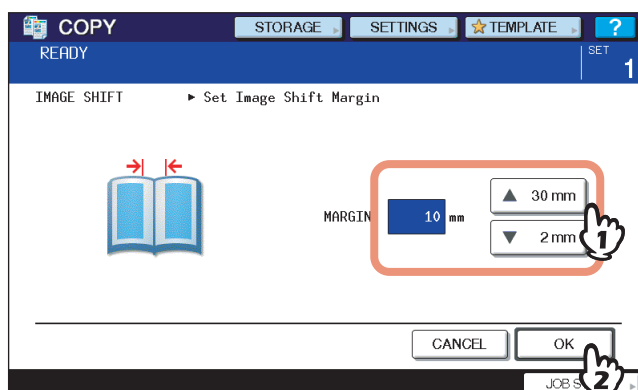 COPY STORAGE SETTINGS TEMPLATE ?
READY SET
1
IMAGE SHIFT ► Set Image Shift Margin
▲ 30 mm
MARGIN 10 mm
1
▼ 2 mm
CANCEL OK
2
JOB S